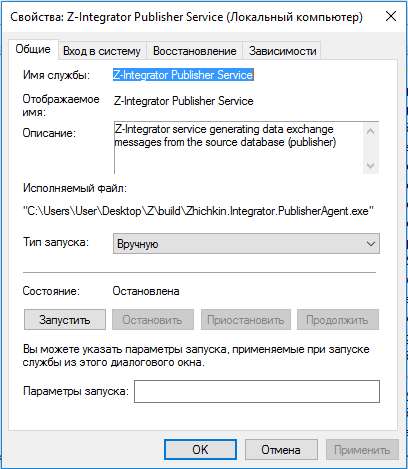 Свойства: Z-Integrator Publisher Service (Локальный компьютер)
Общие Вход в систему Восстановление Зависимости
Имя службы: Z-Integrator Publisher Service
Отображаемое имя: Z-Integrator Publisher Service
Описание: Z-Integrator service generating data exchange
messages from the source database (publisher)
Исполняемый файл:
"C:\Users\User\Desktop\Z\build\Zhichkin.Integrator.PublisherAgent.exe"
Тип запуска: Вручную
Состояние: Остановлена
Запустить Остановить Приостановить Продолжить
Вы можете указать параметры запуска, применяемые при запуске
службы из этого диалогового окна.
Параметры запуска:
OK Отмена Применить